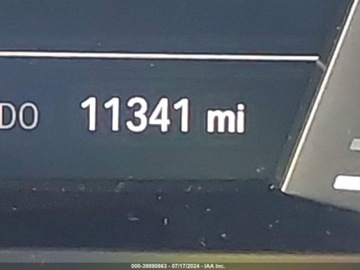 DO 11341 mi
000-39890863 - 07/17/2024 - IAA Inc.